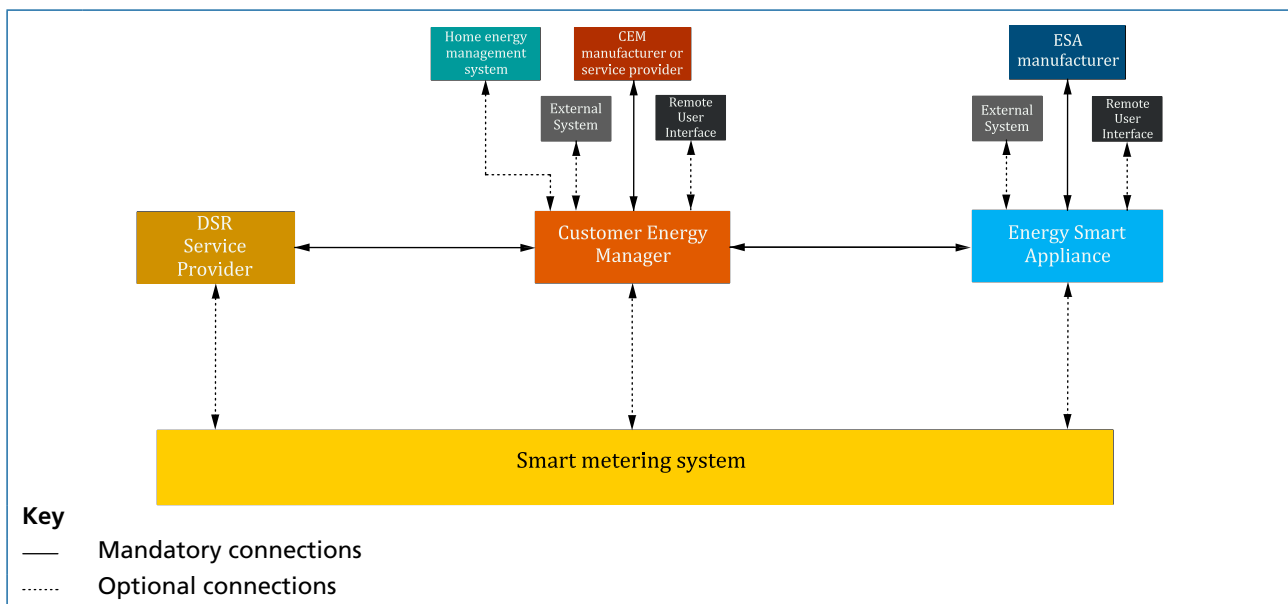 Home energy
management
system
CEM
manufacturer or
service provider
ESA
manufacturer
External
System
Remote
User
Interface
External
System
Remote
User
Interface
DSR
Service
Provider
Customer Energy
Manager
Energy Smart
Appliance
Smart metering system
Key
Mandatory connections
Optional connections